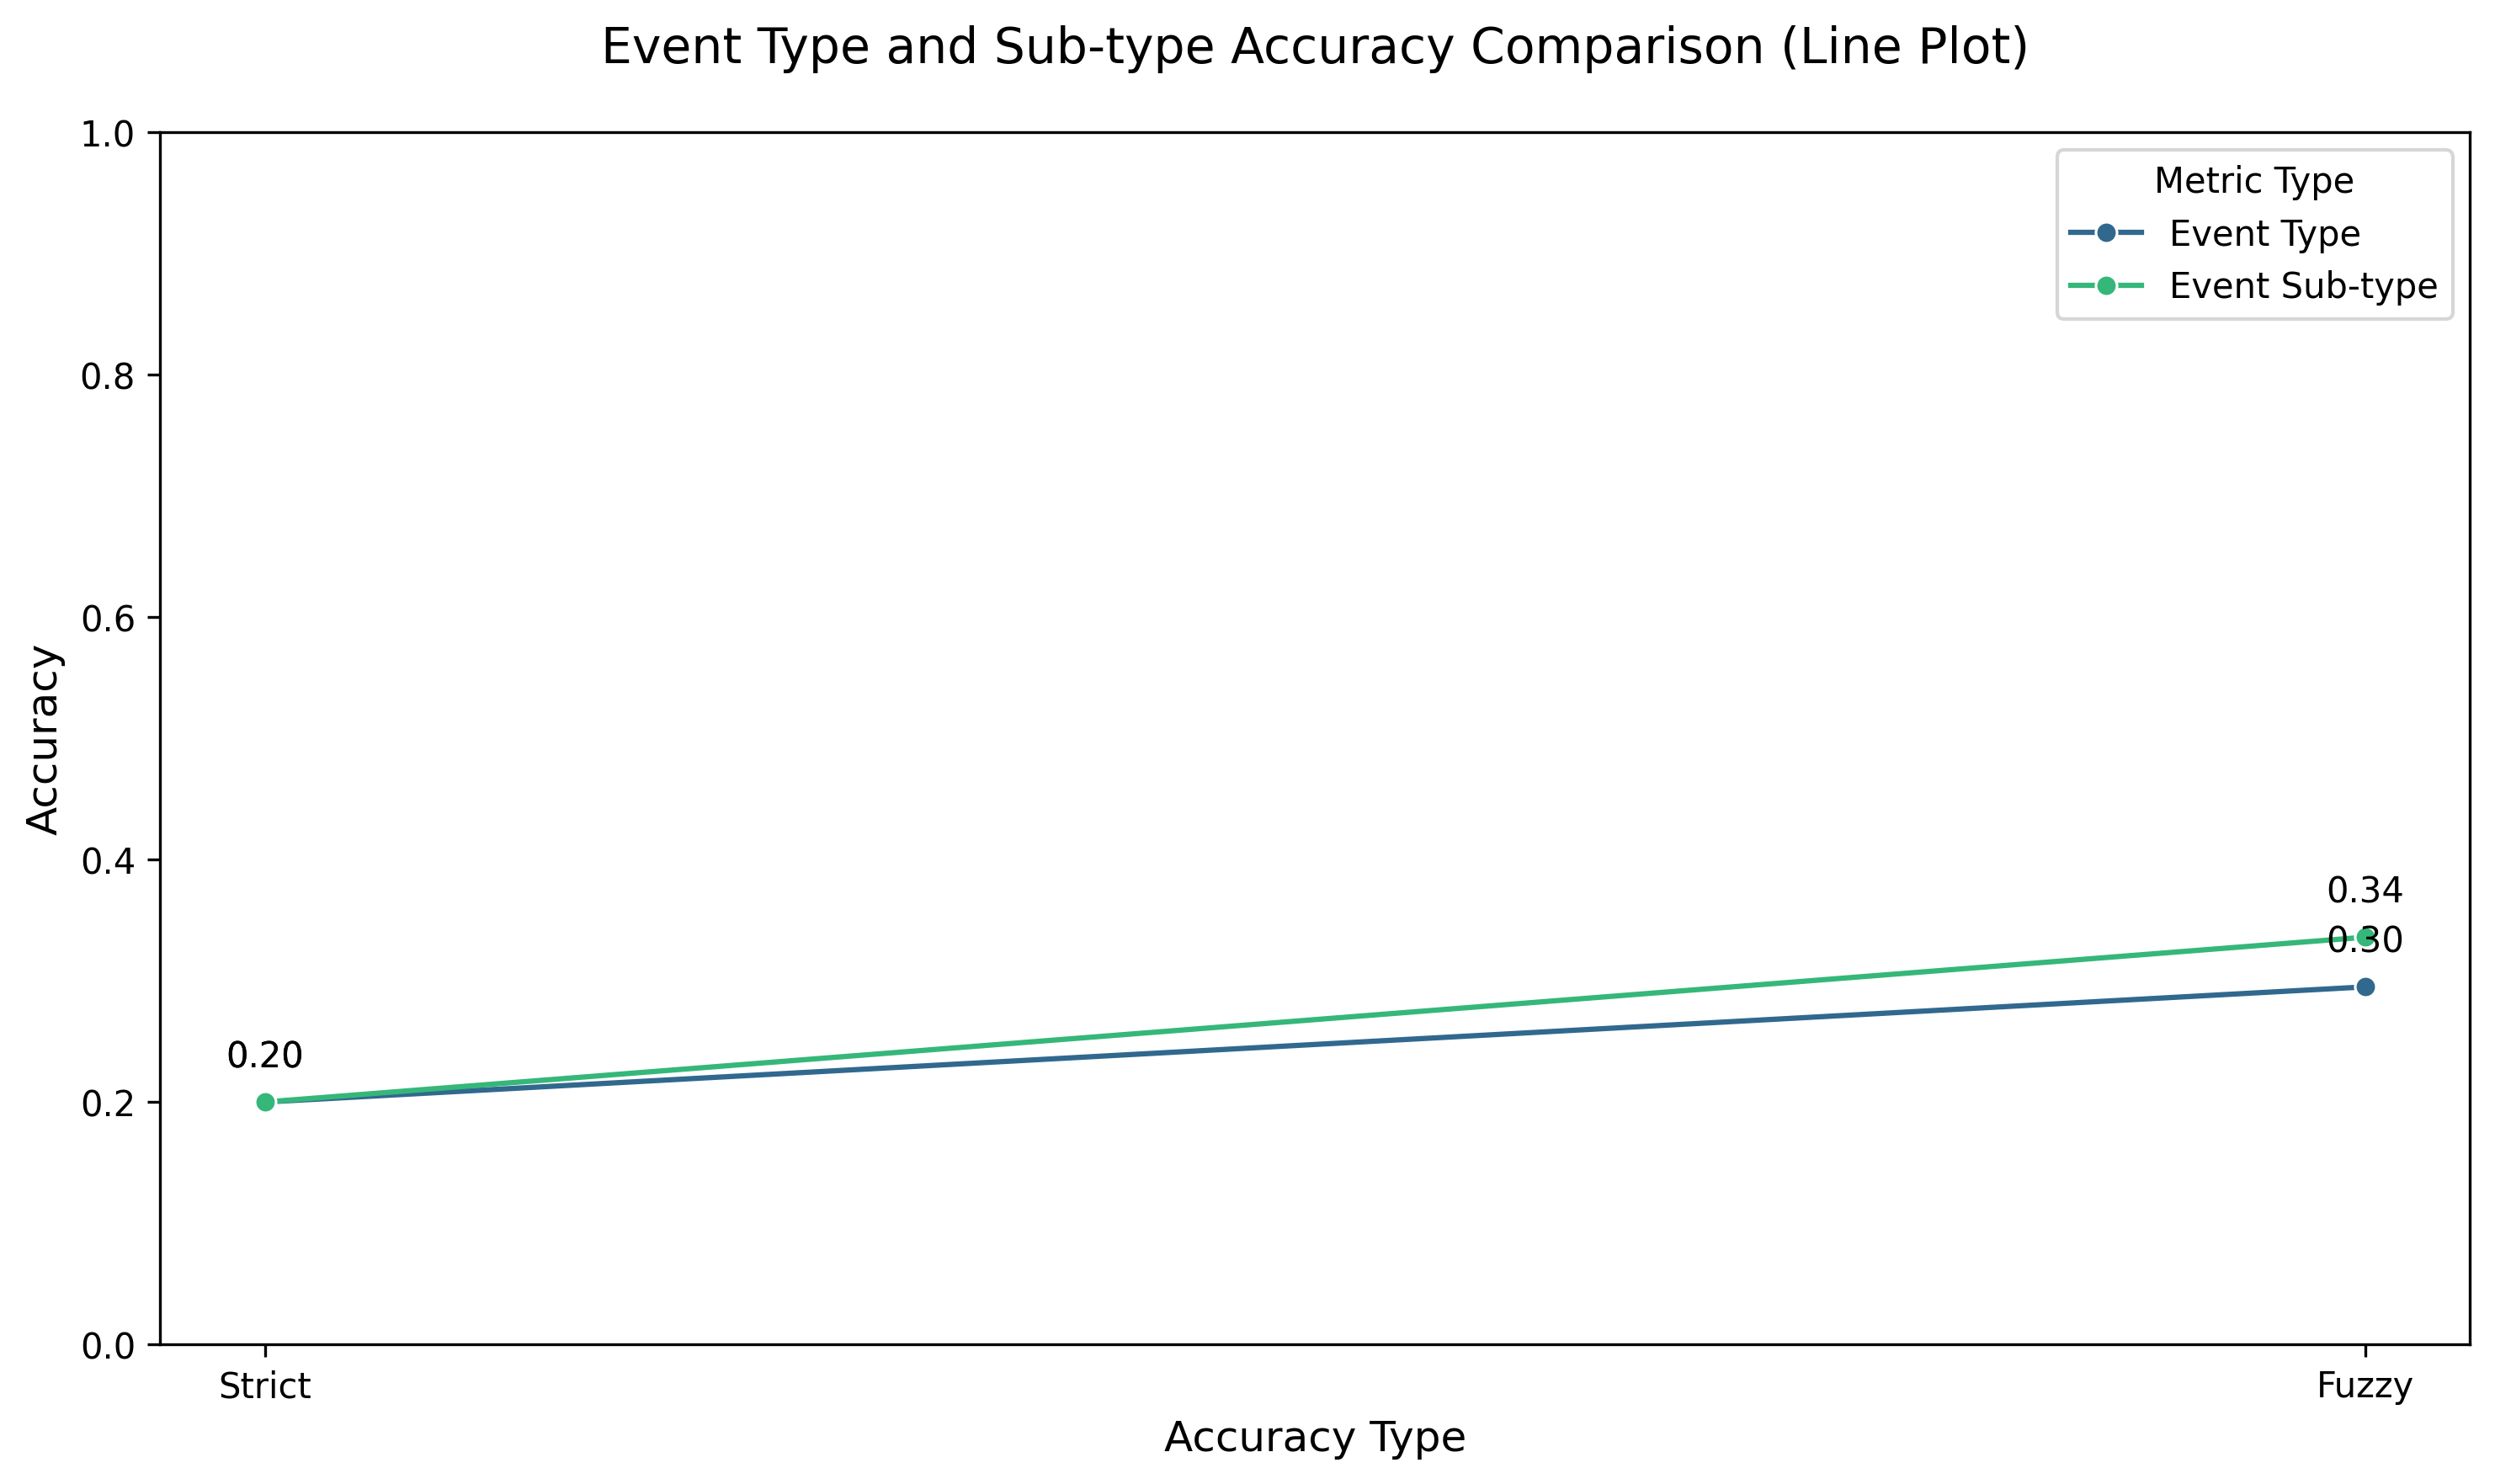 Event Type and Sub-type Accuracy Comparison (Line Plot)
1.0
0.8
0.6
0.4
0.2
0.0
Accuracy
Metric Type
Event Type
Event Sub-type
0.34
0.30
0.20
Strict
Fuzzy
Accuracy Type